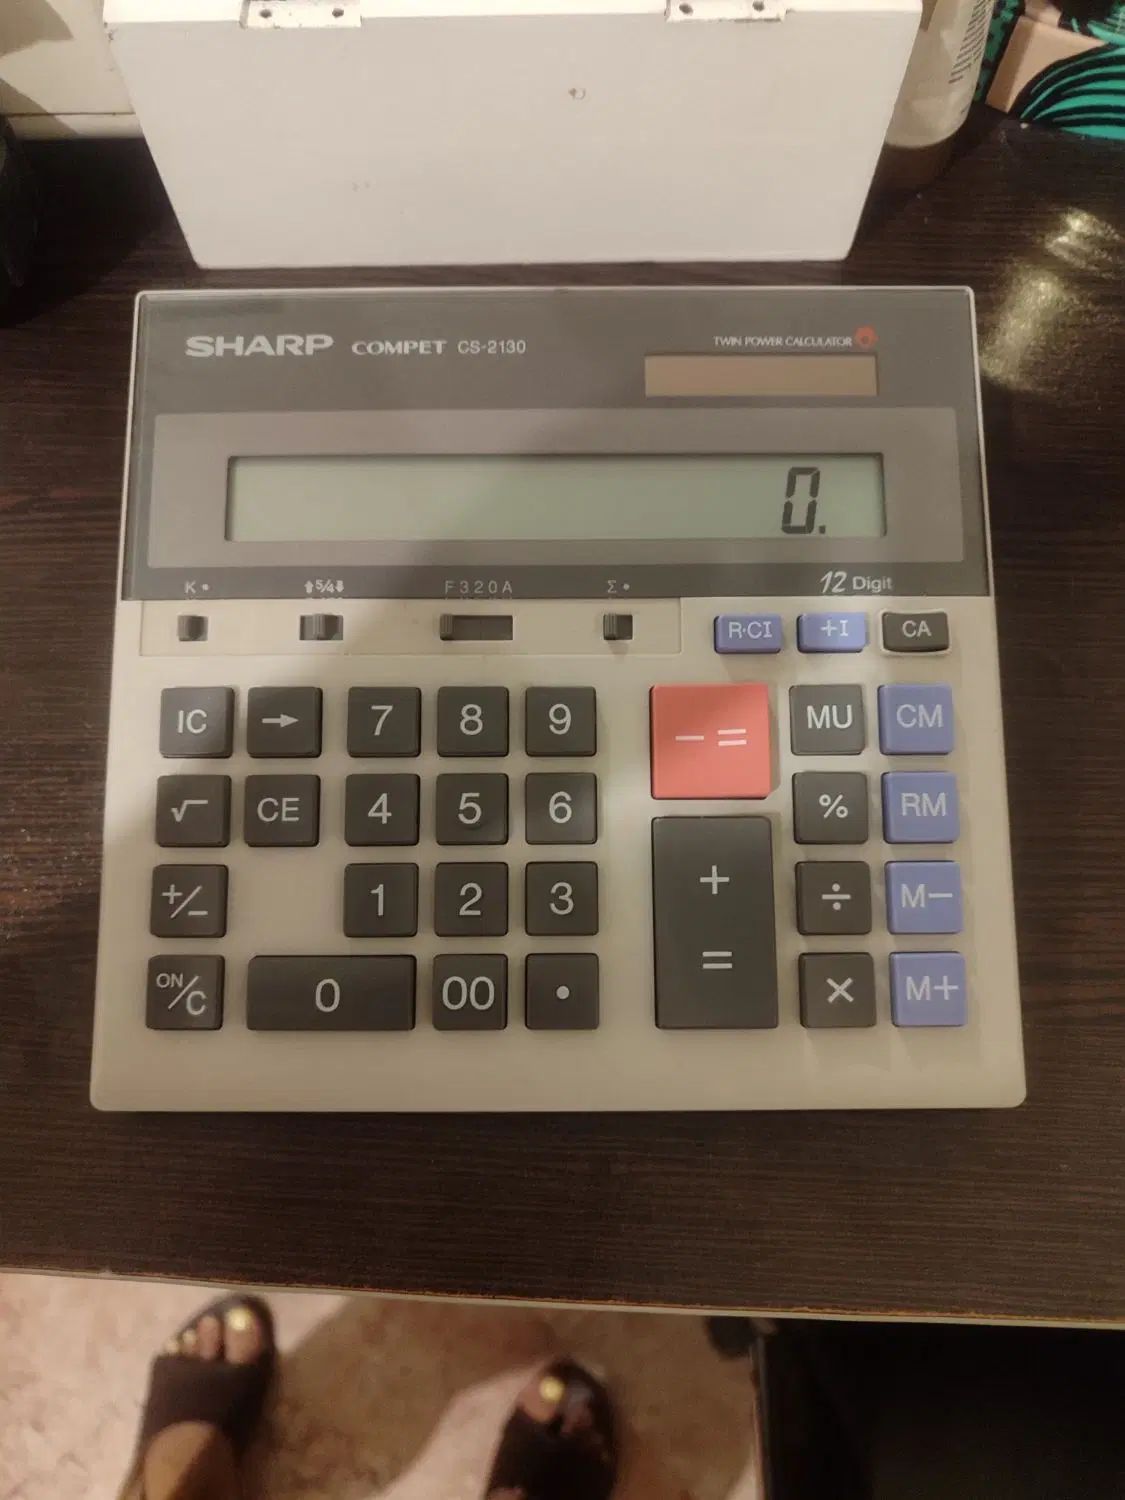 SHARP COMPET CS-2130
TWIN POWER CALCULATOR
0.
K • ⬆5/4⬇ F 3 2 0 A Σ •
12 Digit
R·CI +I CA
IC → 7 8 9 — = MU CM
√ CE 4 5 6 % RM
+/− 1 2 3 + = ÷ M−
ON/C 0 00 • × M+